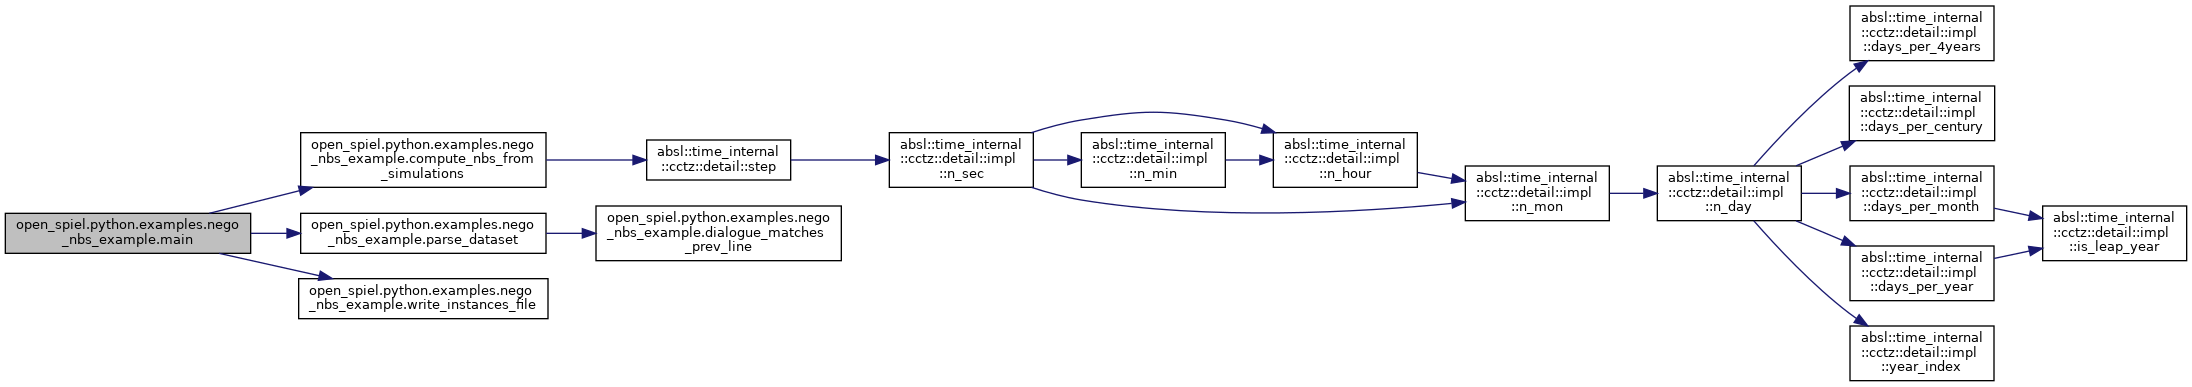 open_spiel.python.examples.nego
_nbs_example.main
open_spiel.python.examples.nego
_nbs_example.compute_nbs_from
_simulations
open_spiel.python.examples.nego
_nbs_example.parse_dataset
open_spiel.python.examples.nego
_nbs_example.write_instances_file
absl::time_internal
::cctz::detail::step
open_spiel.python.examples.nego
_nbs_example.dialogue_matches
_prev_line
absl::time_internal
::cctz::detail::impl
::n_sec
absl::time_internal
::cctz::detail::impl
::n_min
absl::time_internal
::cctz::detail::impl
::n_hour
absl::time_internal
::cctz::detail::impl
::n_mon
absl::time_internal
::cctz::detail::impl
::n_day
absl::time_internal
::cctz::detail::impl
::days_per_4years
absl::time_internal
::cctz::detail::impl
::days_per_century
absl::time_internal
::cctz::detail::impl
::days_per_month
absl::time_internal
::cctz::detail::impl
::days_per_year
absl::time_internal
::cctz::detail::impl
::year_index
absl::time_internal
::cctz::detail::impl
::is_leap_year